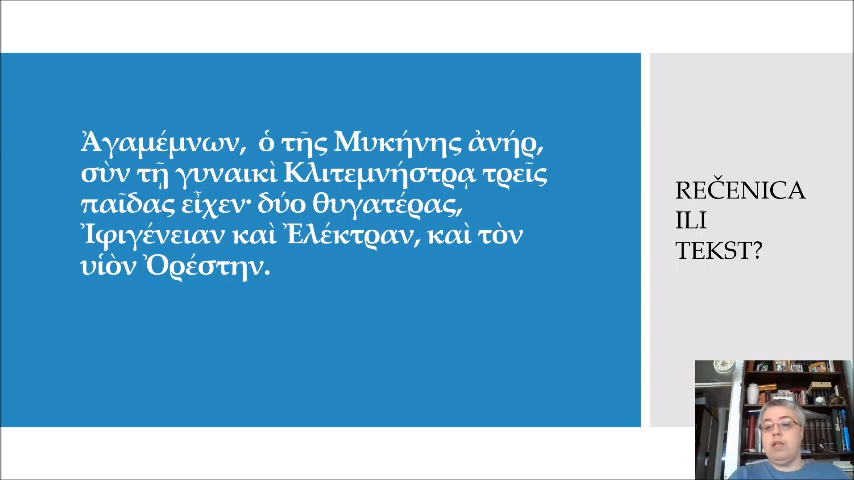 Ἀγαμέμνων, ὁ τῆς Μυκήνης ἀνήρ,
σὺν τῇ γυναικὶ Κλιτεμνήστρᾳ τρεῖς
παῖδας εἶχεν· δύο θυγατέρας,
Ἰφιγένειαν καὶ Ἐλέκτραν, καὶ τὸν
υἱὸν Ὀρέστην.
REČENICA
ILI
TEKST?